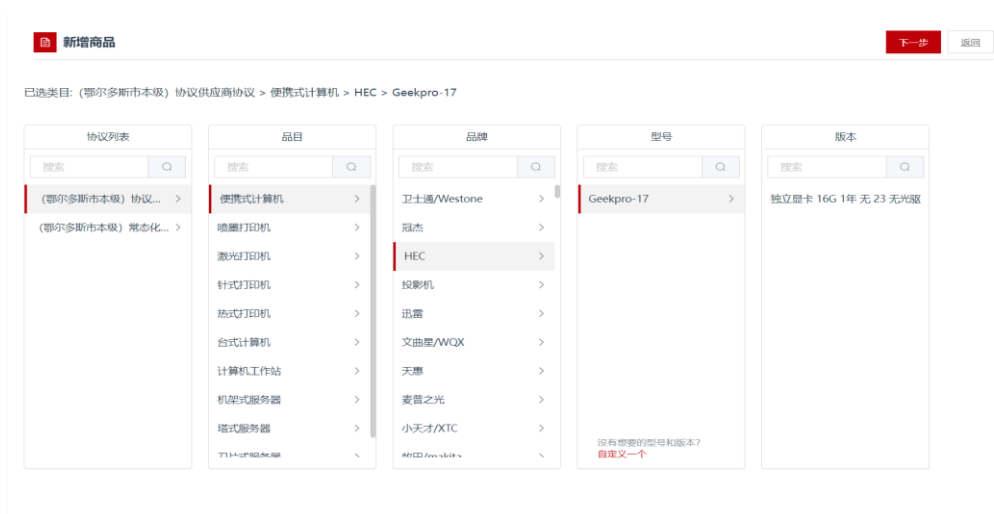 新增商品
下一步
返回
已选类目: (鄂尔多斯市本级) 协议供应商协议 > 便携式计算机 > HEC > Geekpro-17
协议列表
搜索
(鄂尔多斯市本级) 协议...
(鄂尔多斯市本级) 常态化...
品目
搜索
便携式计算机
喷墨打印机
激光打印机
针式打印机
热式打印机
台式计算机
计算机工作站
机架式服务器
塔式服务器
刀片式服务器
品牌
搜索
卫士通/Westone
冠杰
HEC
投影机
迅雷
文曲星/WQX
天惠
麦普之光
小天才/XTC
牧田/makita
型号
搜索
Geekpro-17
没有想要的型号和版本?
自定义一个
版本
搜索
独立显卡 16G 1年 无 23 无光驱